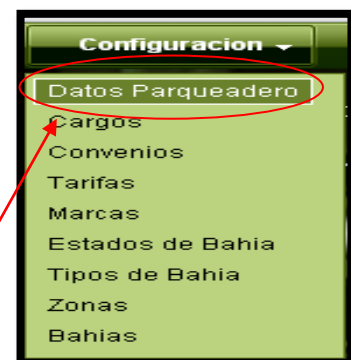 Configuracion
Datos Parqueadero
Cargos
Convenios
Tarifas
Marcas
Estados de Bahia
Tipos de Bahia
Zonas
Bahias